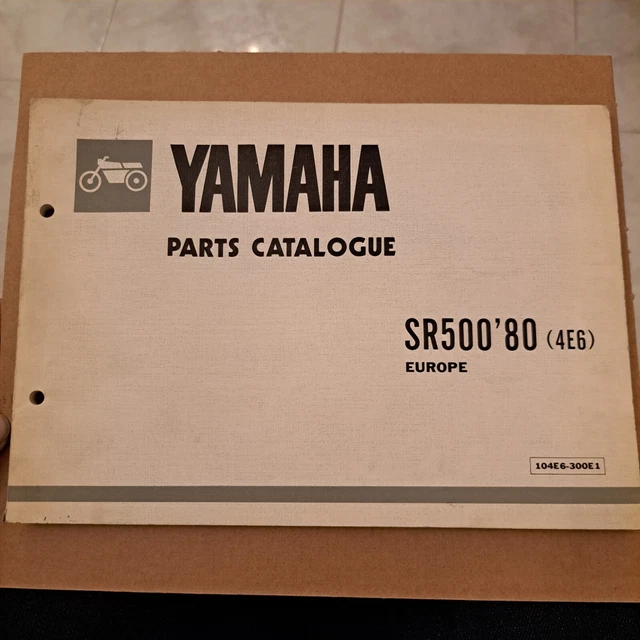 YAMAHA
PARTS CATALOGUE
SR500'80 (4E6)
EUROPE
104E6-300E1